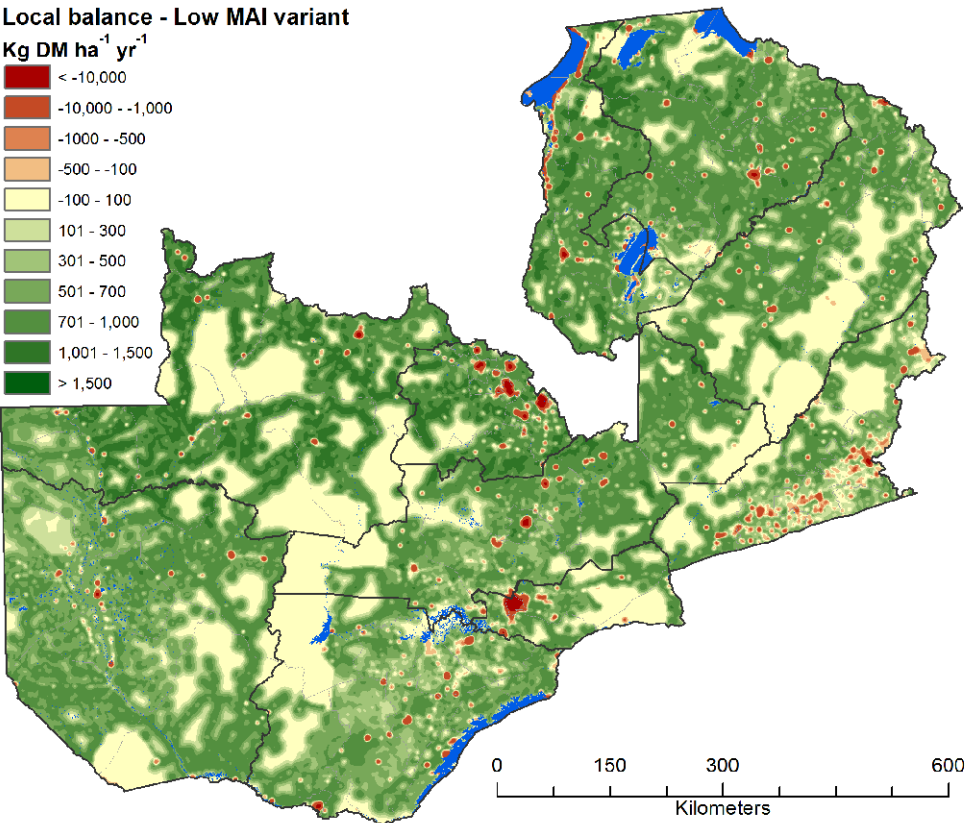 Local balance - Low MAI variant
Kg DM ha⁻¹ yr⁻¹
< -10,000
-10,000 - -1,000
-1000 - -500
-500 - -100
-100 - 100
101 - 300
301 - 500
501 - 700
701 - 1,000
1,001 - 1,500
> 1,500
0 150 300 600
Kilometers